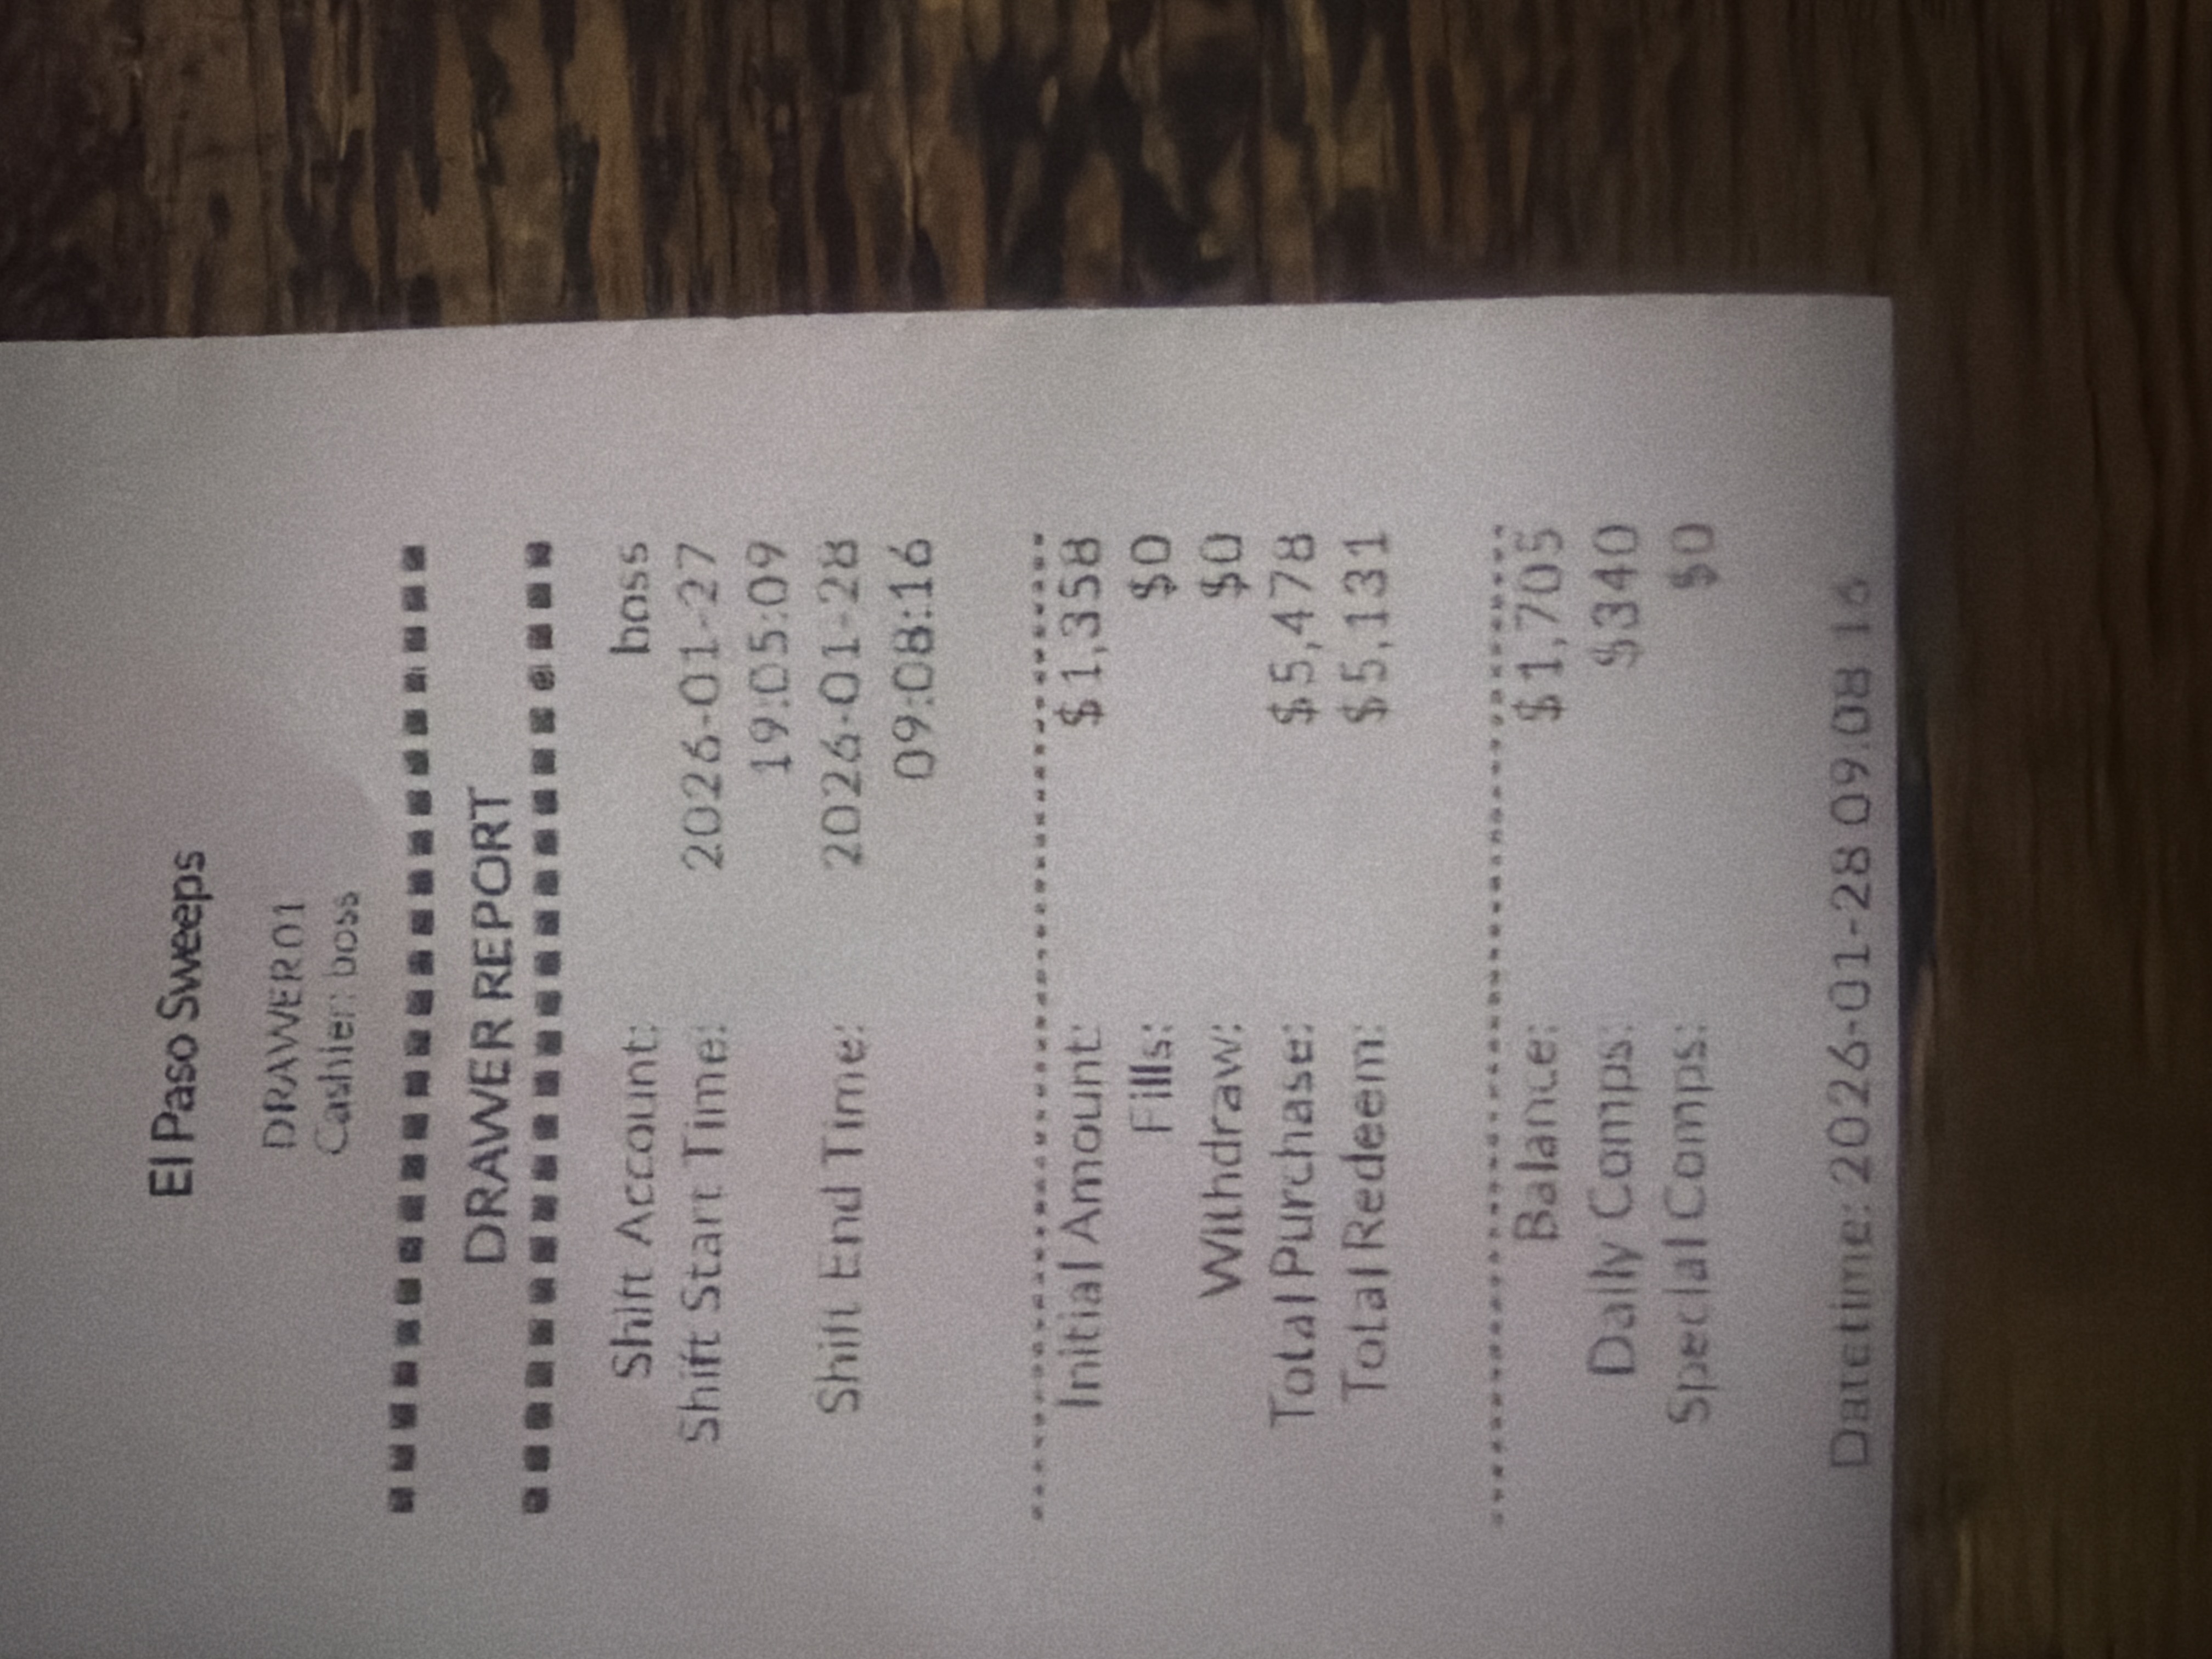 El Paso Sweeps
DRAWER01
Cashier: boss
DRAWER REPORT
Shift Account: boss
Shift Start Time: 2026-01-27
19:05:09
Shift End Time: 2026-01-28
09:08:16
Initial Amount: $1,358
Fills: $0
Withdraw: $0
Total Purchase: $5,478
Total Redeem: $5,131
Balance: $1,705
Daily Comps: $340
Special Comps: $0
Datetime: 2026-01-28 09:08:16